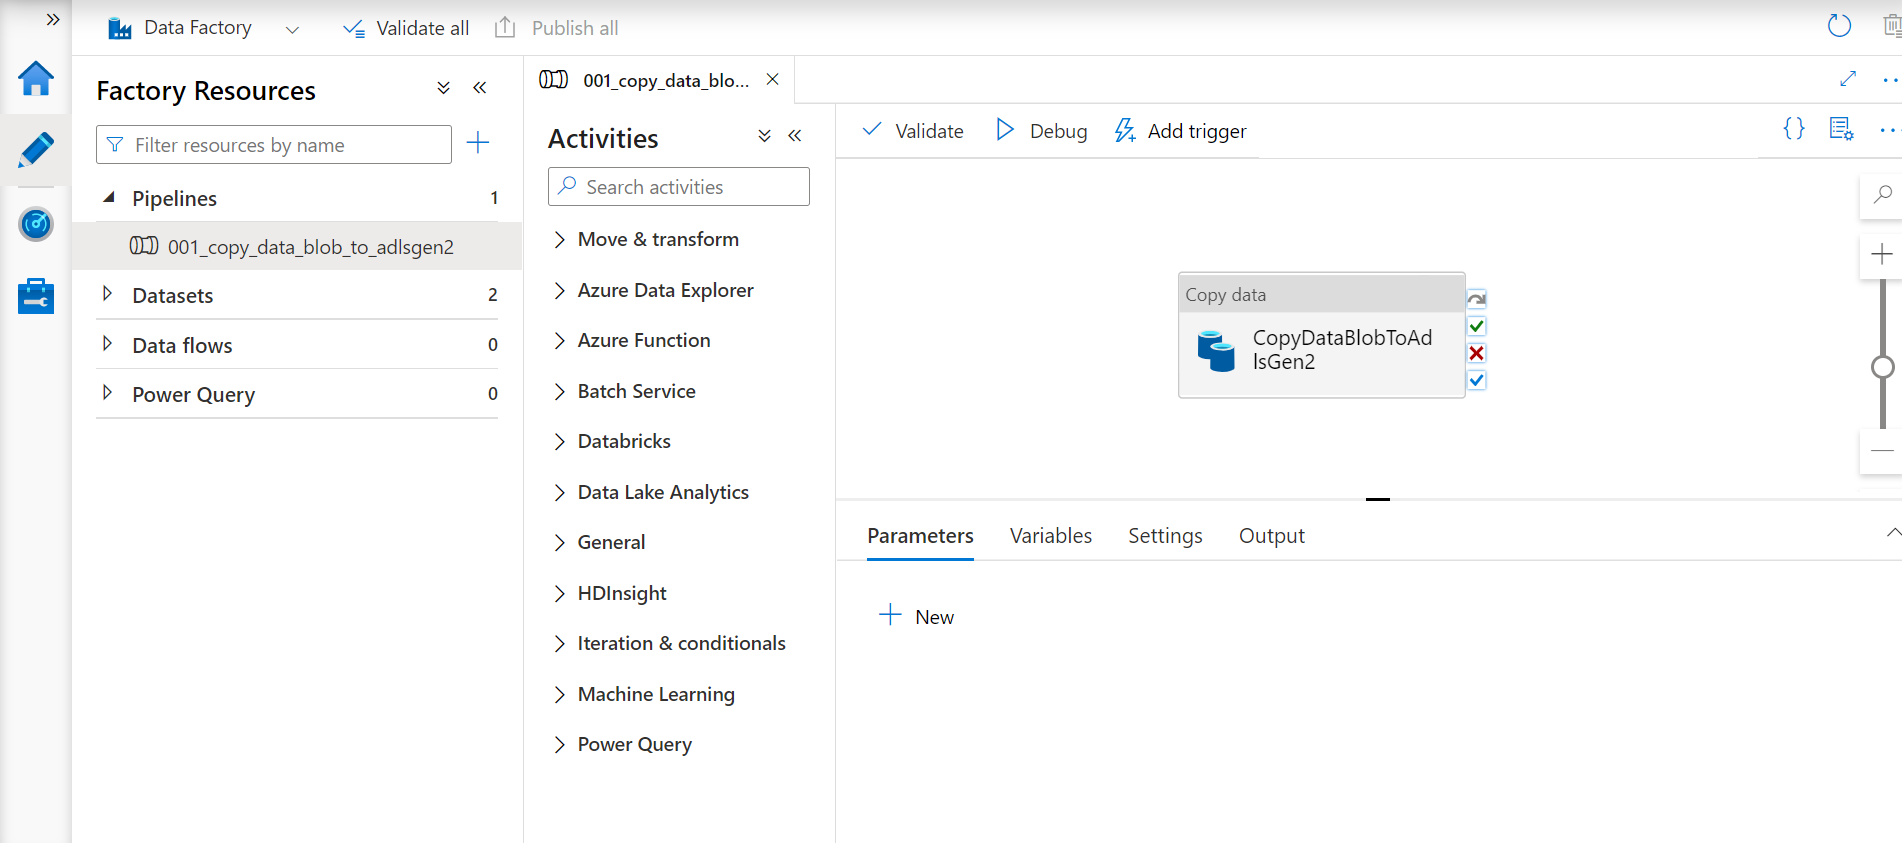 Data Factory
Validate all
Publish all
Factory Resources
Filter resources by name
Pipelines 1
001_copy_data_blob_to_adlsgen2
Datasets 2
Data flows 0
Power Query 0
001_copy_data_blo...
Activities
Search activities
Move & transform
Azure Data Explorer
Azure Function
Batch Service
Databricks
Data Lake Analytics
General
HDInsight
Iteration & conditionals
Machine Learning
Power Query
Validate
Debug
Add trigger
Copy data
CopyDataBlobToAd
lsGen2
Parameters
Variables
Settings
Output
New